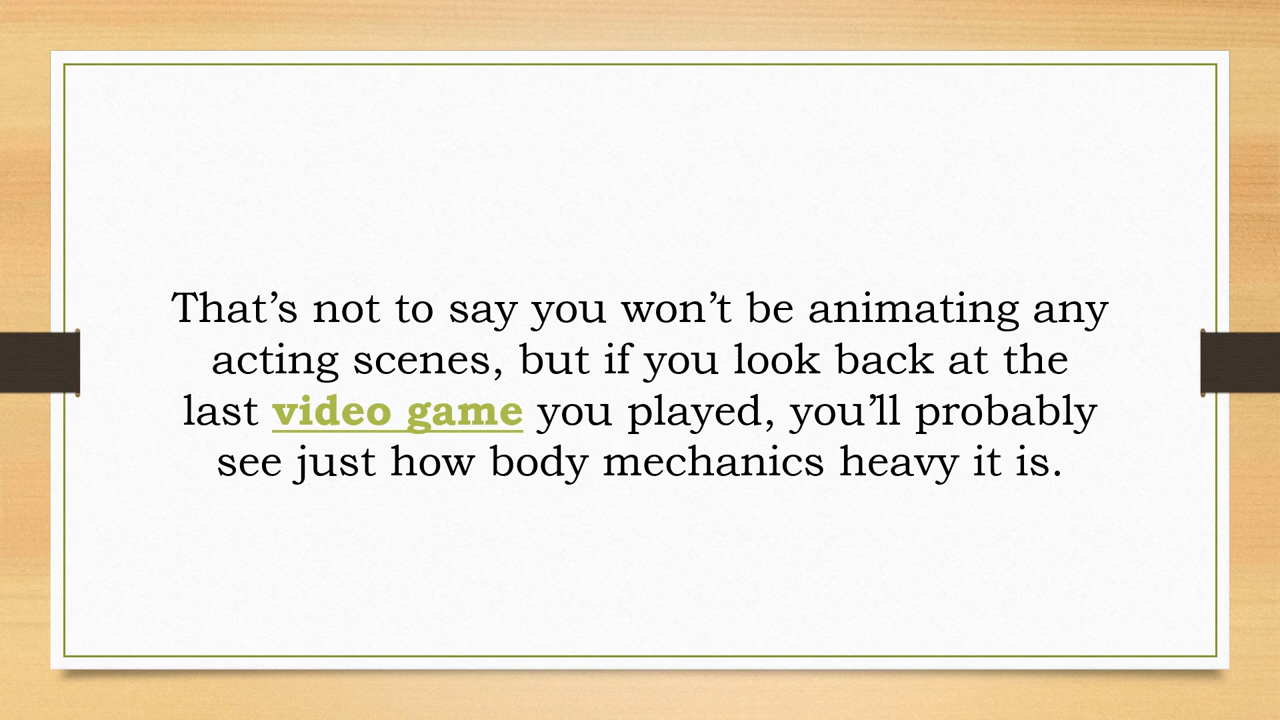 That’s not to say you won’t be animating any
acting scenes, but if you look back at the
last video game you played, you’ll probably
see just how body mechanics heavy it is.